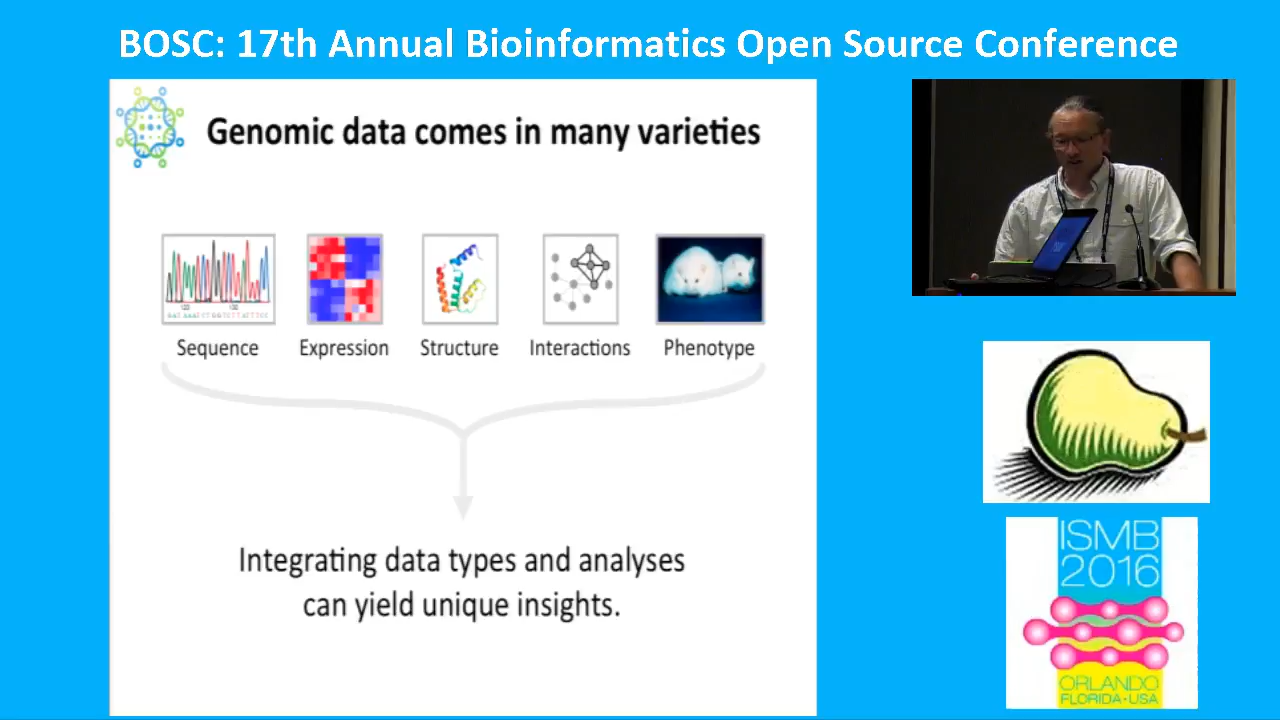 BOSC: 17th Annual Bioinformatics Open Source Conference
Genomic data comes in many varieties
Sequence
Expression
Structure
Interactions
Phenotype
Integrating data types and analyses
can yield unique insights.
ISMB
2016
ORLANDO
FLORIDA•USA